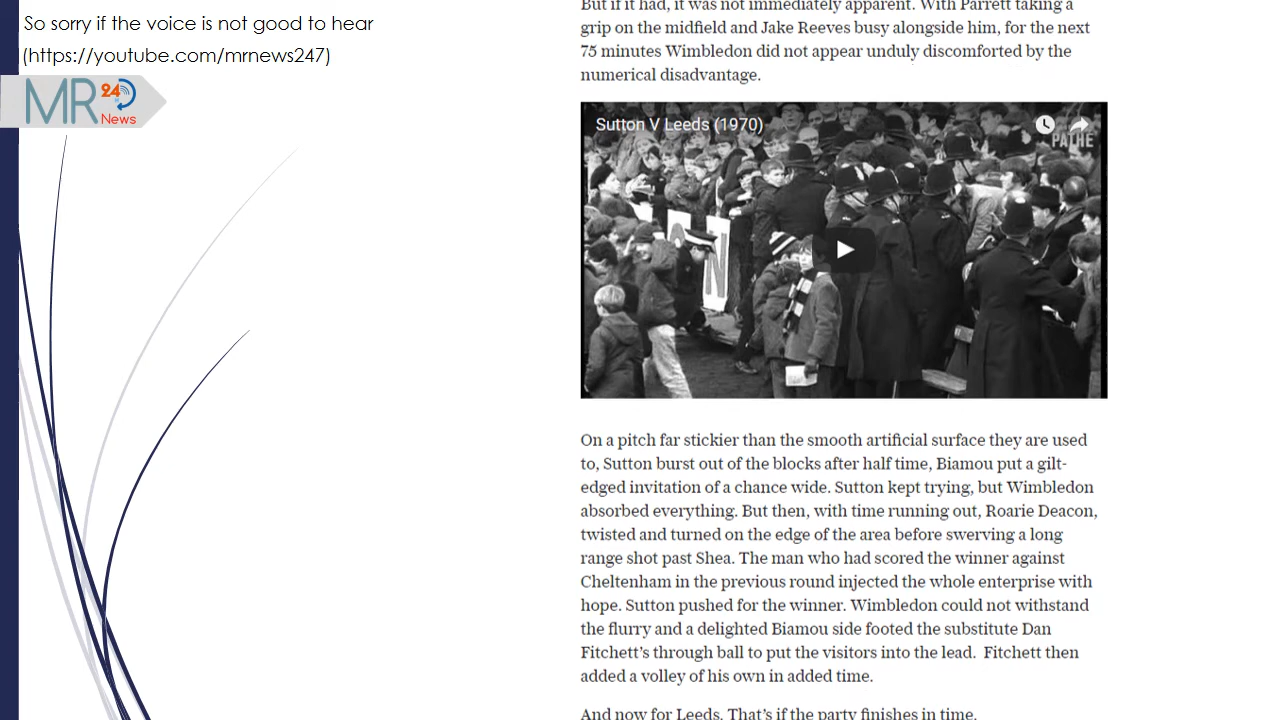 So sorry if the voice is not good to hear
(https://youtube.com/mrnews247)
MR 24 News
But if it had, it was not immediately apparent. With Parrett taking a
grip on the midfield and Jake Reeves busy alongside him, for the next
75 minutes Wimbledon did not appear unduly discomforted by the
numerical disadvantage.
Sutton V Leeds (1970)
PATHE
N
On a pitch far stickier than the smooth artificial surface they are used
to, Sutton burst out of the blocks after half time, Biamou put a gilt-
edged invitation of a chance wide. Sutton kept trying, but Wimbledon
absorbed everything. But then, with time running out, Roarie Deacon,
twisted and turned on the edge of the area before swerving a long
range shot past Shea. The man who had scored the winner against
Cheltenham in the previous round injected the whole enterprise with
hope. Sutton pushed for the winner. Wimbledon could not withstand
the flurry and a delighted Biamou side footed the substitute Dan
Fitchett’s through ball to put the visitors into the lead.  Fitchett then
added a volley of his own in added time.
And now for Leeds. That’s if the party finishes in time.